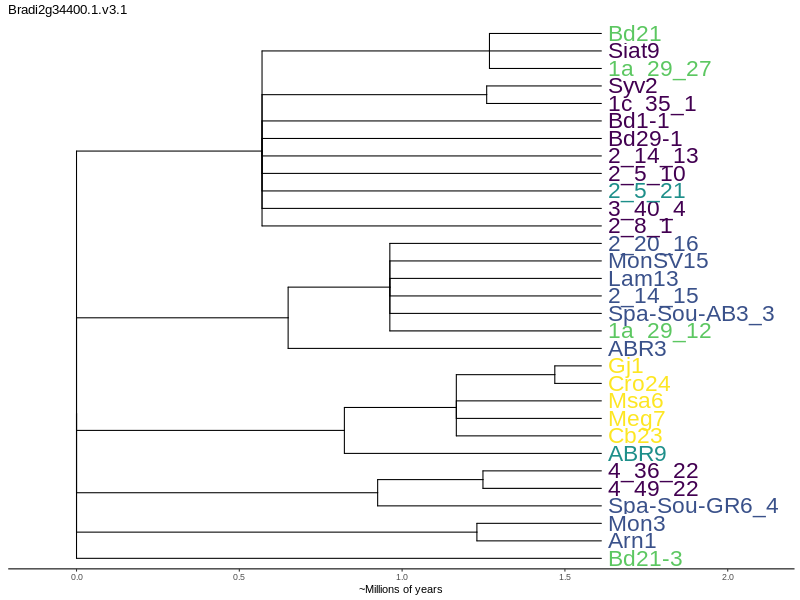 Bradi2g34400.1.v3.1
Bd21
Siat9
1a_29_27
Syv2
1c_35_1
Bd1-1
Bd29-1
2_14_13
2_5_10
2_5_21
3_40_4
2_8_1
2_20_16
MonSV15
Lam13
2_14_15
Spa-Sou-AB3_3
1a_29_12
ABR3
Gj1
Cro24
Msa6
Meg7
Cb23
ABR9
4_36_22
4_49_22
Spa-Sou-GR6_4
Mon3
Arn1
Bd21-3
0.0 0.5 1.0 1.5 2.0
~Millions of years